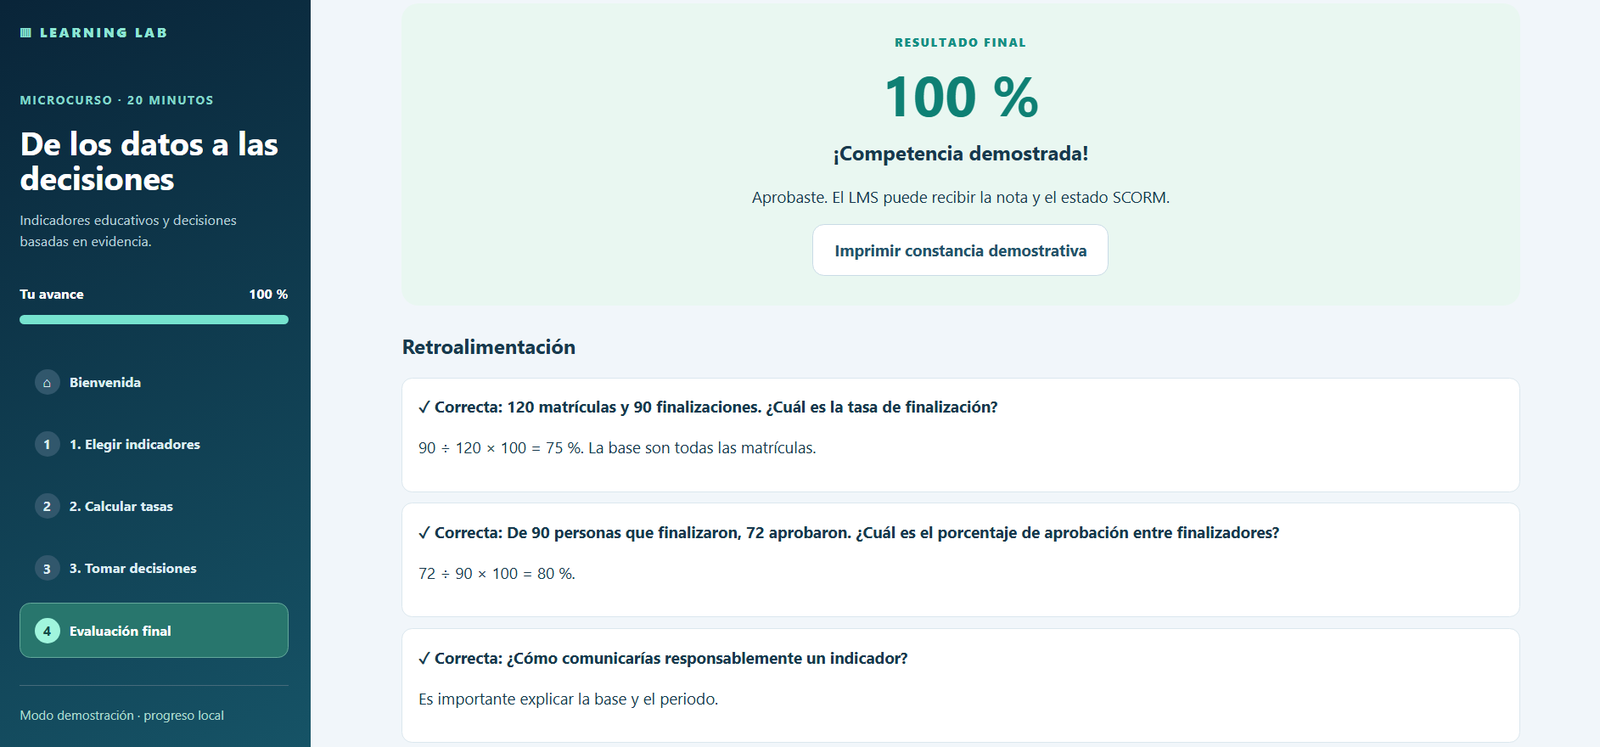 LEARNING LAB
MICROCURSO · 20 MINUTOS
De los datos a las
decisiones
Indicadores educativos y decisiones
basadas en evidencia.
Tu avance 100 %
Bienvenida
1 1. Elegir indicadores
2 2. Calcular tasas
3 3. Tomar decisiones
4 Evaluación final
Modo demostración · progreso local
RESULTADO FINAL
100 %
¡Competencia demostrada!
Aprobaste. El LMS puede recibir la nota y el estado SCORM.
Imprimir constancia demostrativa
Retroalimentación
✓ Correcta: 120 matrículas y 90 finalizaciones. ¿Cuál es la tasa de finalización?
90 ÷ 120 × 100 = 75 %. La base son todas las matrículas.
✓ Correcta: De 90 personas que finalizaron, 72 aprobaron. ¿Cuál es el porcentaje de aprobación entre finalizadores?
72 ÷ 90 × 100 = 80 %.
✓ Correcta: ¿Cómo comunicarías responsablemente un indicador?
Es importante explicar la base y el periodo.